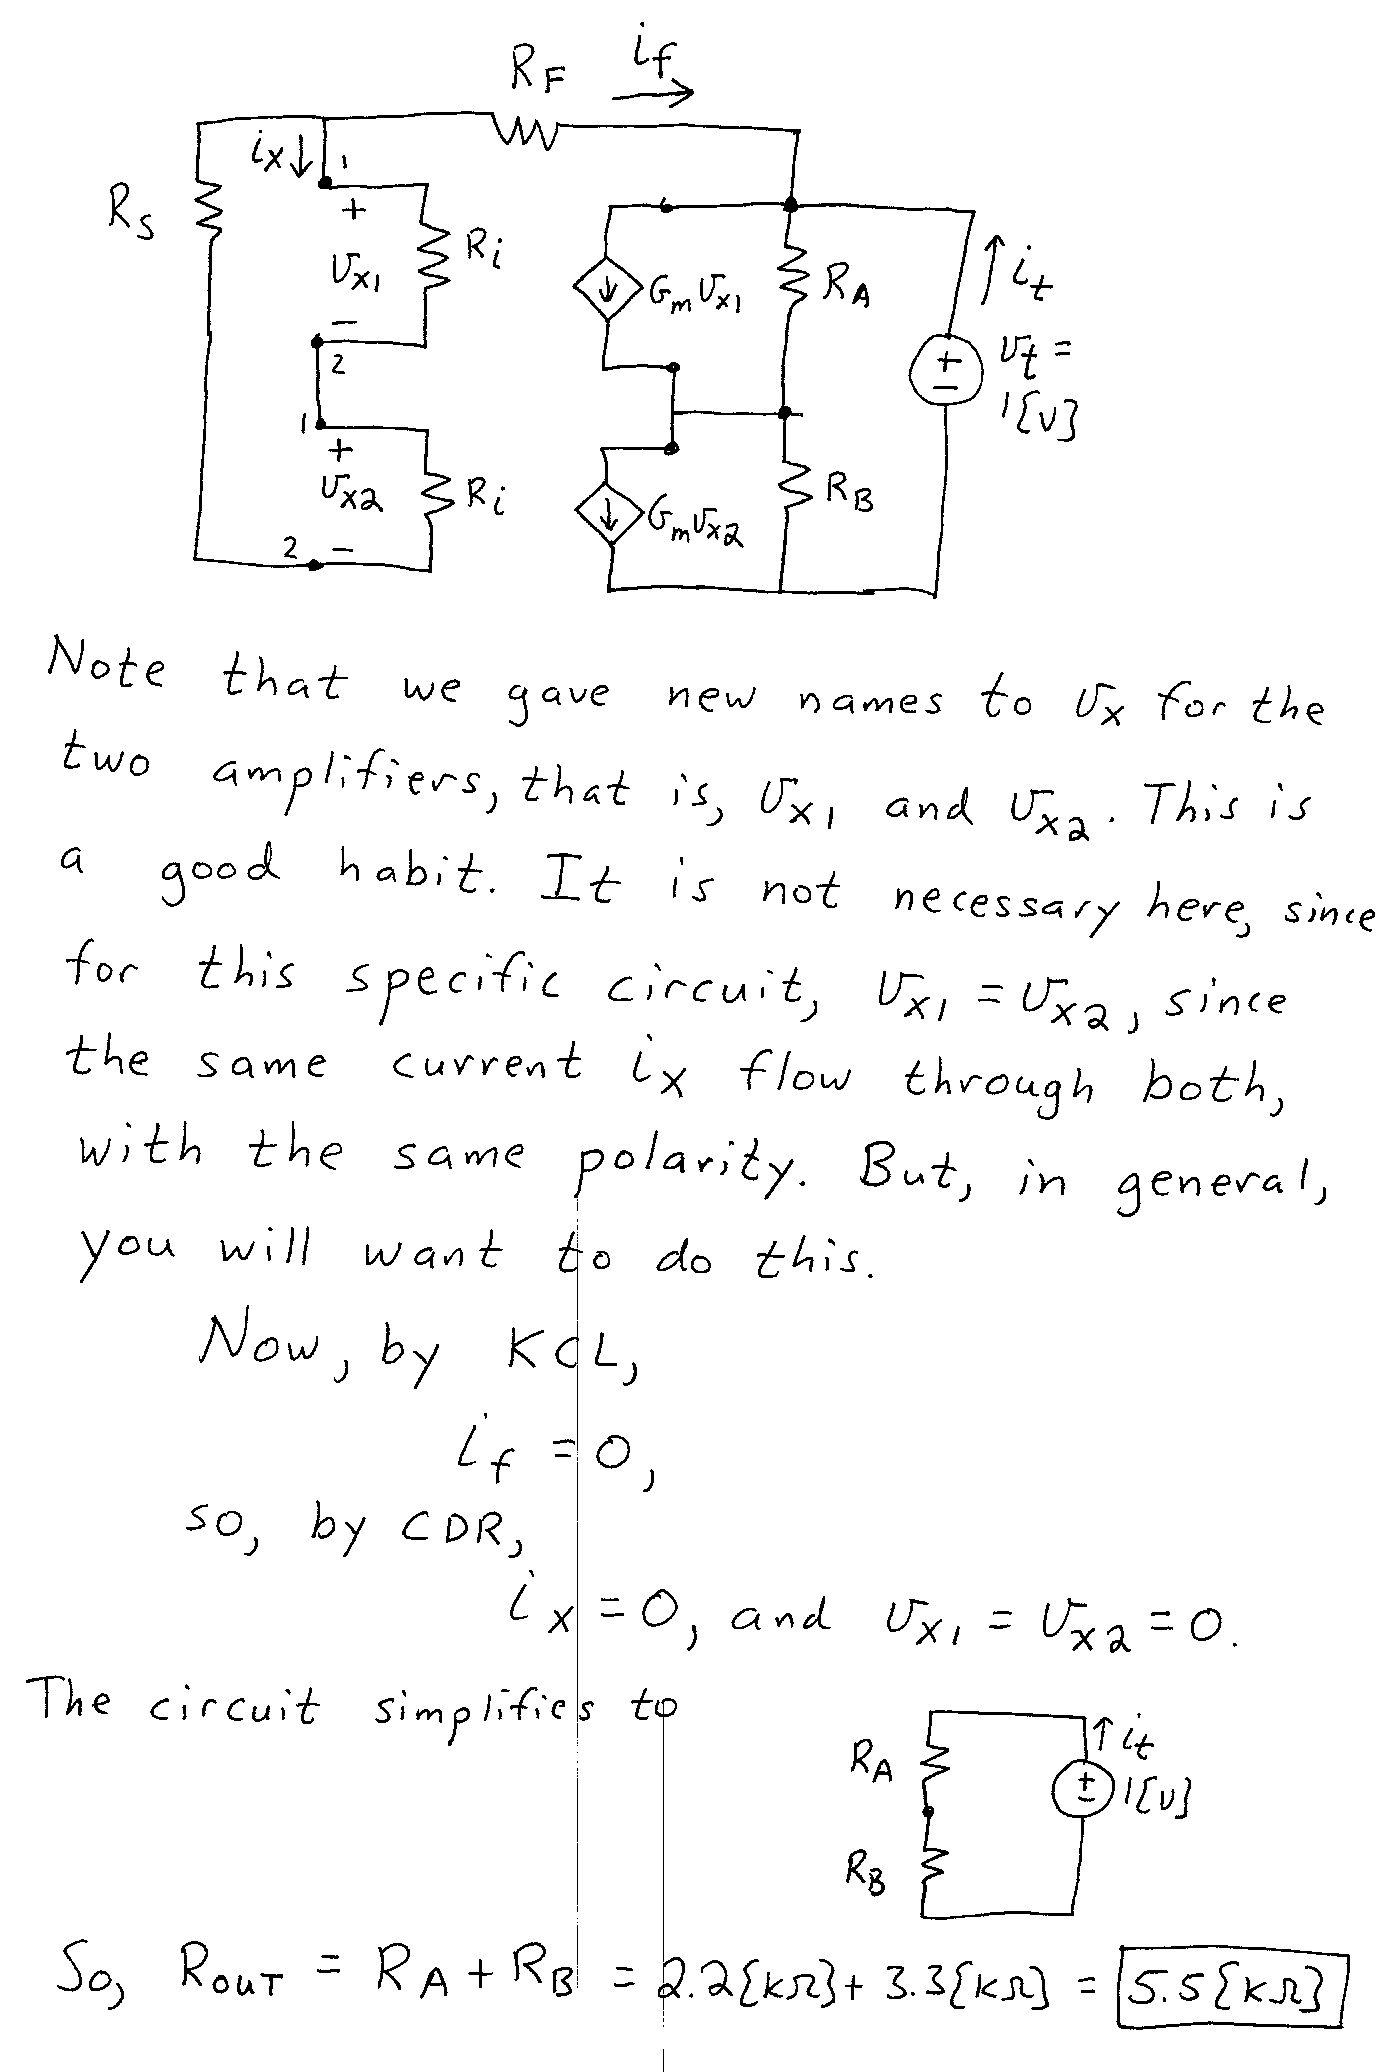 R_F i_f
i_x 1
R_S + R_i
v_x1 G_m v_x1 R_A i_t
−
2 + v_t =
− 1[V]
1
+
v_x2 R_i G_m v_x2 R_B
2 −
Note that we gave new names to v_x for the
two amplifiers, that is, v_x1 and v_x2. This is
a good habit. It is not necessary here, since
for this specific circuit, v_x1 = v_x2, since
the same current i_x flow through both,
with the same polarity. But, in general,
you will want to do this.
Now, by KCL,
i_f = 0,
so, by CDR,
i_x = 0, and v_x1 = v_x2 = 0.
The circuit simplifies to
R_A i_t
± 1[V]
R_B
So, R_OUT = R_A + R_B = 2.2[kΩ] + 3.3[kΩ] = 5.5[kΩ]